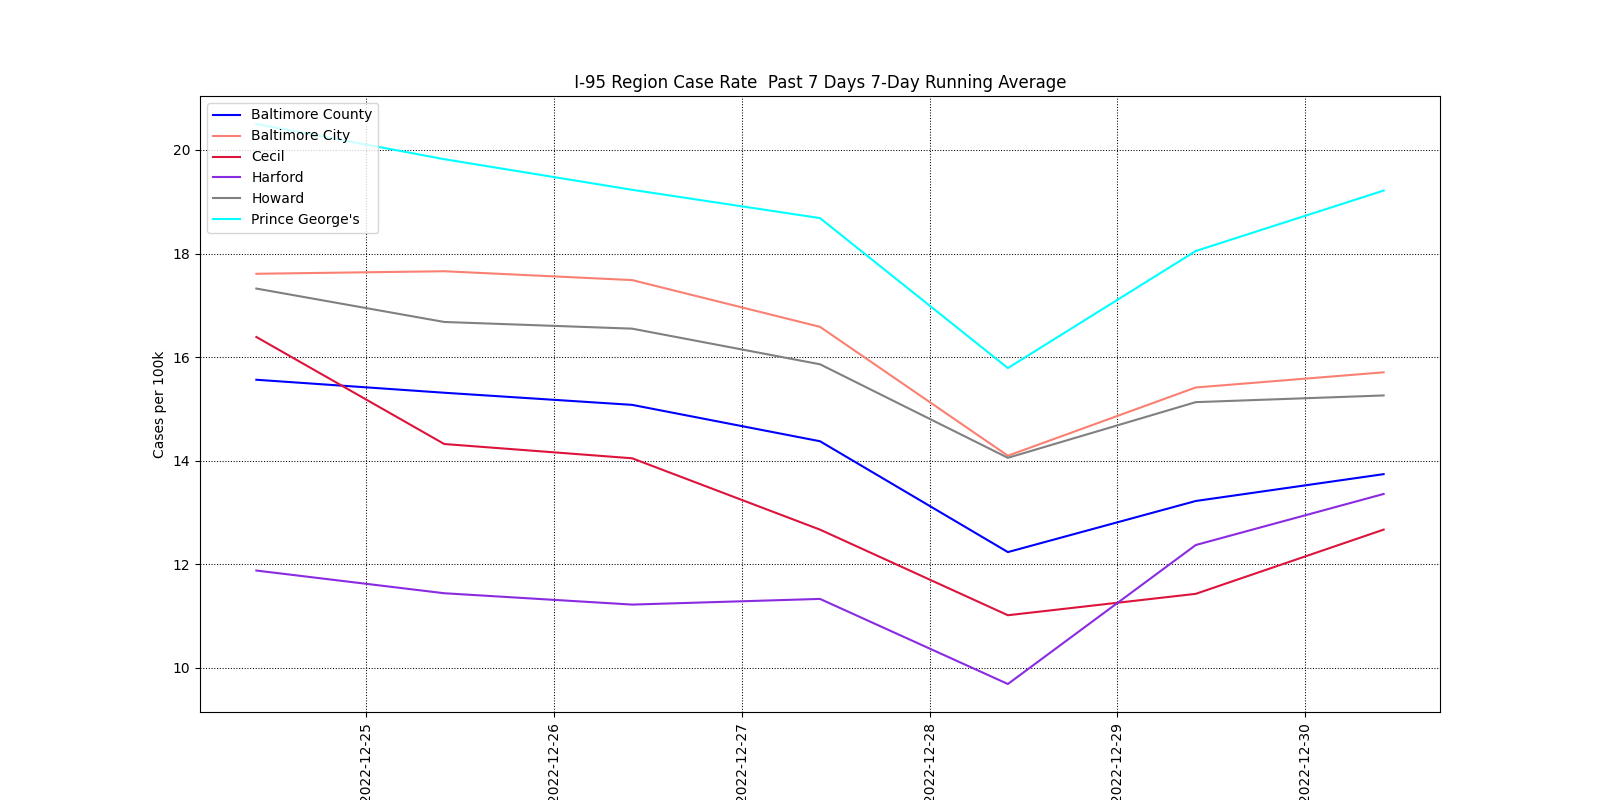 I-95 Region Case Rate  Past 7 Days 7-Day Running Average
Baltimore County
Baltimore City
Cecil
Harford
Howard
Prince George's
Cases per 100k
20
18
16
14
12
10
2022-12-25
2022-12-26
2022-12-27
2022-12-28
2022-12-29
2022-12-30